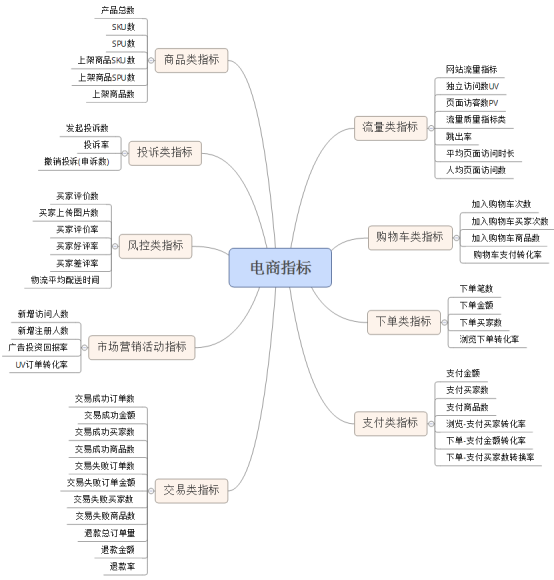 电商指标
商品类指标
产品总数
SKU数
SPU数
上架商品SKU数
上架商品SPU数
上架商品数
投诉类指标
发起投诉数
投诉率
撤销投诉(申诉数)
风控类指标
买家评价数
买家上传图片数
买家评价率
买家好评率
买家差评率
物流平均配送时间
市场营销活动指标
新增访问人数
新增注册人数
广告投资回报率
UV订单转化率
交易类指标
交易成功订单数
交易成功金额
交易成功买家数
交易成功商品数
交易失败订单数
交易失败订单金额
交易失败买家数
交易失败商品数
退款总订单量
退款金额
退款率
流量类指标
网站流量指标
独立访问数UV
页面访客数PV
流量质量指标类
跳出率
平均页面访问时长
人均页面访问数
购物车类指标
加入购物车次数
加入购物车买家次数
加入购物车商品数
购物车支付转化率
下单类指标
下单笔数
下单金额
下单买家数
浏览下单转化率
支付类指标
支付金额
支付买家数
支付商品数
浏览-支付买家转化率
下单-支付金额转化率
下单-支付买家数转换率